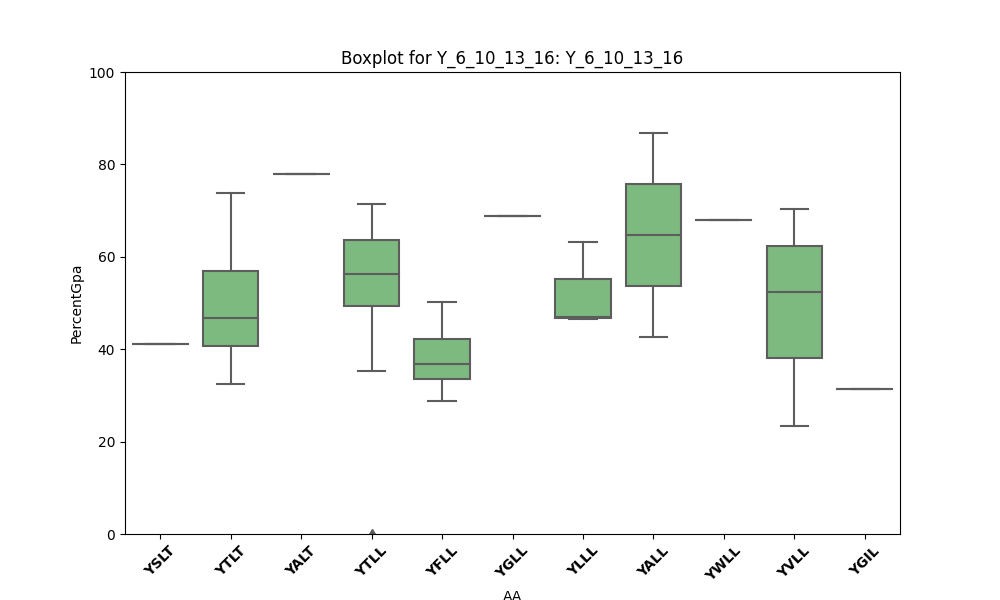 Boxplot for Y_6_10_13_16: Y_6_10_13_16
100
80
60
40
20
0
PercentGpa
YSLT
YTLT
YALT
YTLL
YFLL
YGLL
YLLL
YALL
YWLL
YVLL
YGIL
AA